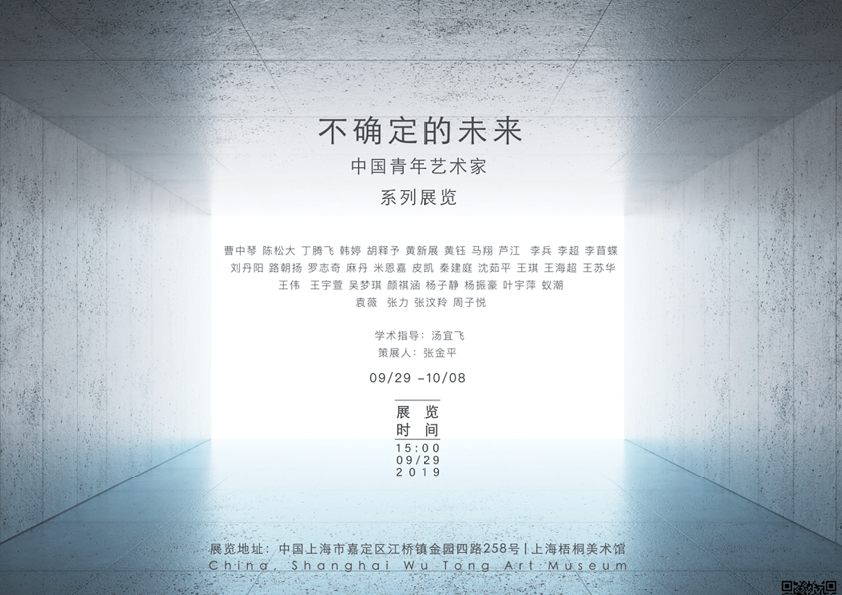 不确定的未来
中国青年艺术家
系列展览
曹中琴 陈松大 丁腾飞 韩婷 胡释予 黄新展 黄钰 马翔 芦江 李兵 李超 李苜蝶
刘丹阳 路朝扬 罗志奇 麻丹 米恩嘉 皮凯 秦建庭 沈茹平 王琪 王海超 王苏华
王伟 王宇萱 吴梦琪 颜祺涵 杨子静 杨振豪 叶宇萍 蚁潮
袁薇 张力 张汶羚 周子悦
学术指导：汤宜飞
策展人：张金平
09/29 -10/08
展 览
时 间
15:00
09/29
2019
展览地址：中国上海市嘉定区江桥镇金园四路258号|上海梧桐美术馆
China, Shanghai Wu Tong Art Museum